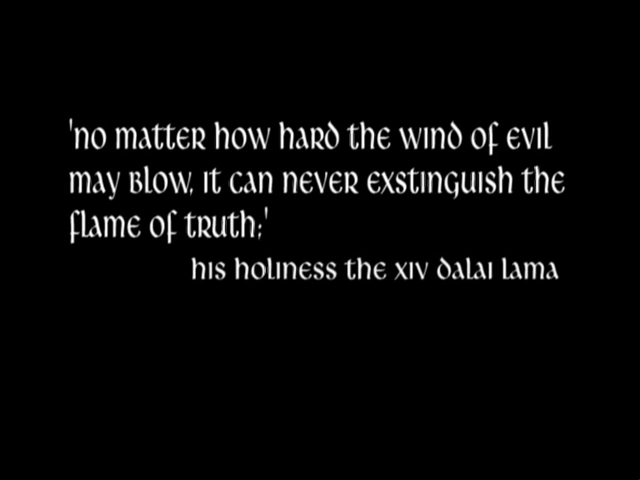 'no matter how hard the wind of evil
may blow, it can never exstinguish the
flame of truth;'
his holiness the xiv dalai lama